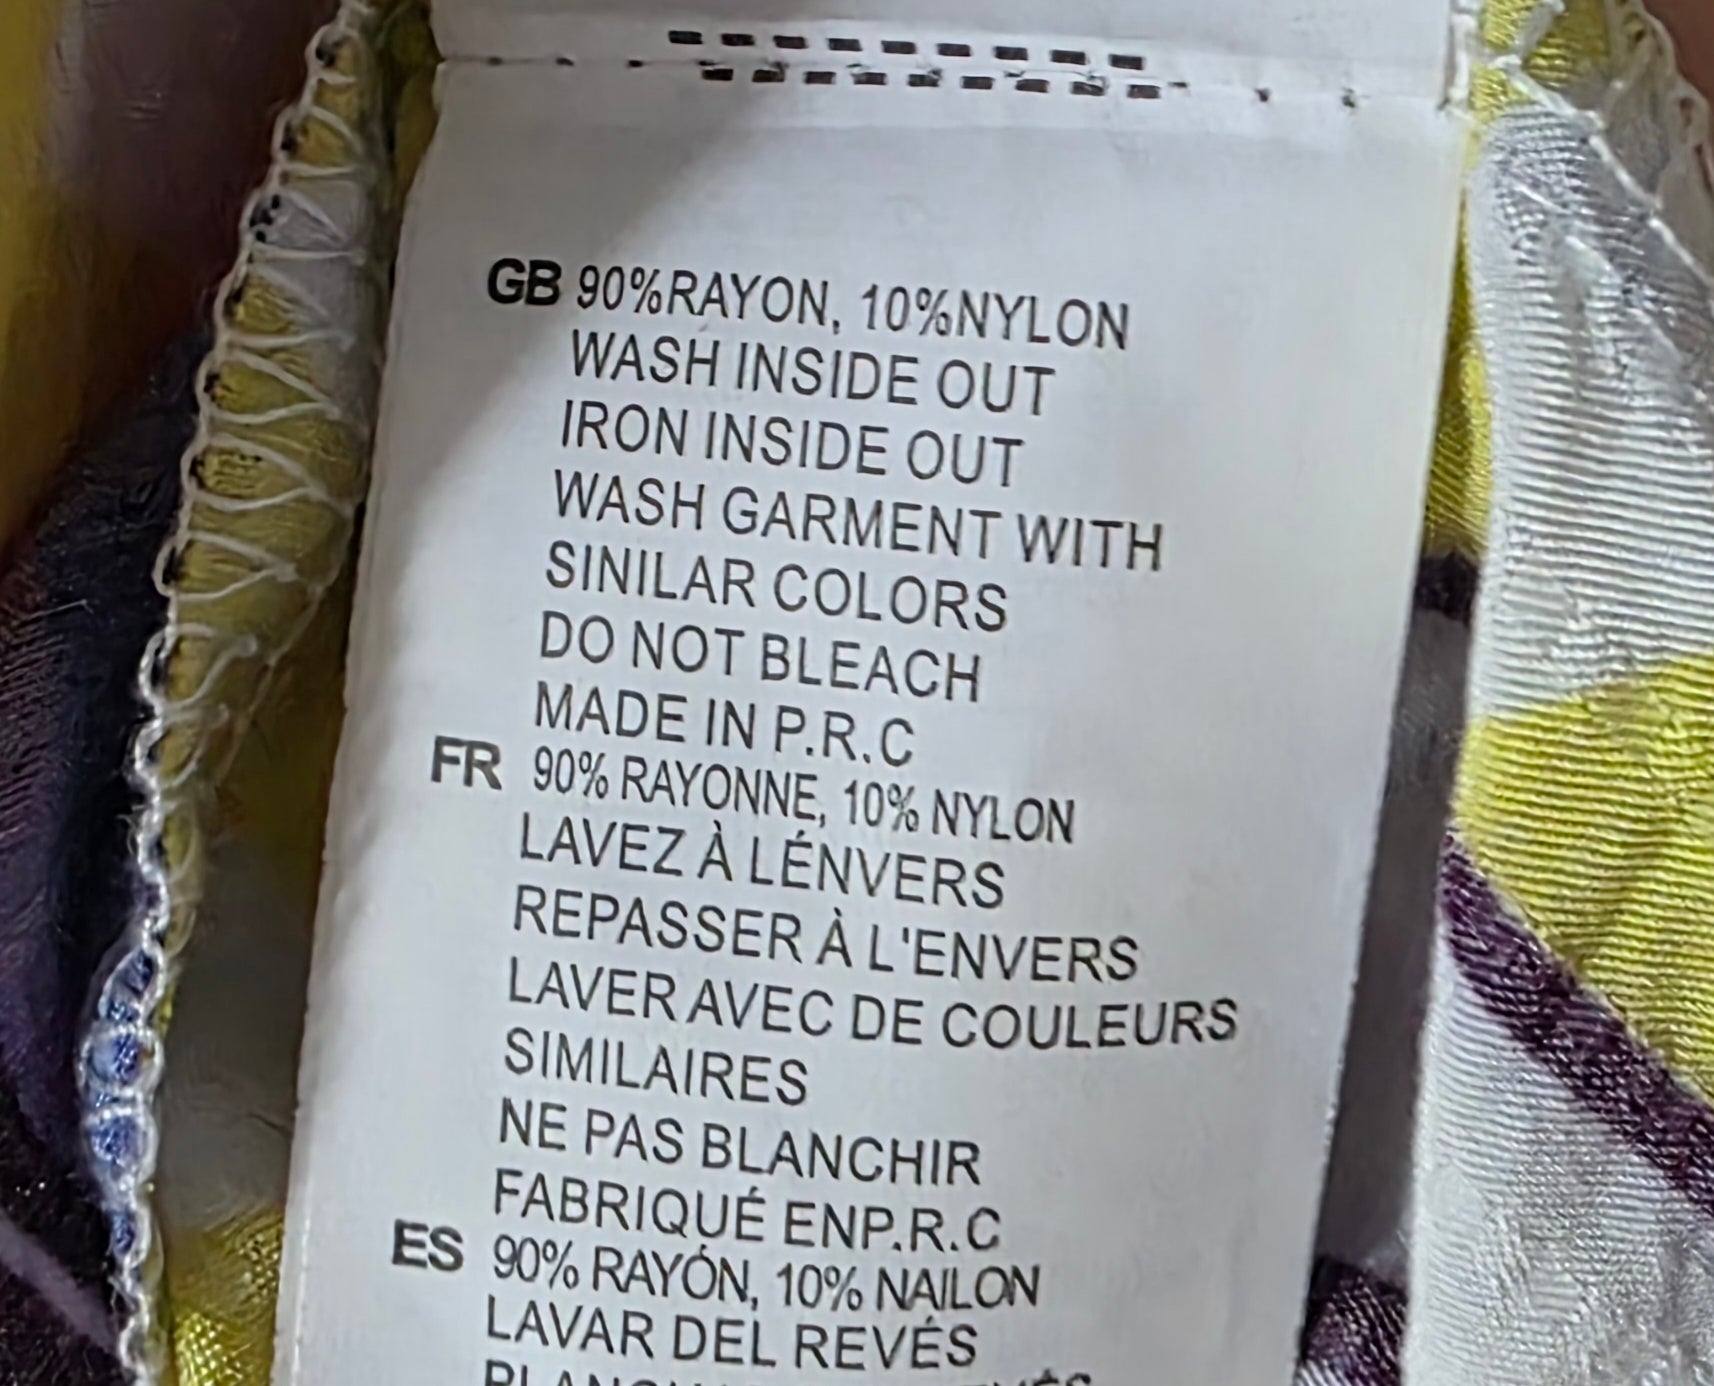 GB 90%RAYON, 10%NYLON
WASH INSIDE OUT
IRON INSIDE OUT
WASH GARMENT WITH
SINILAR COLORS
DO NOT BLEACH
MADE IN P.R.C
FR 90% RAYONNE, 10% NYLON
LAVEZ À LÉNVERS
REPASSER À L'ENVERS
LAVER AVEC DE COULEURS
SIMILAIRES
NE PAS BLANCHIR
FABRIQUÉ ENP.R.C
ES 90% RAYÓN, 10% NAILON
LAVAR DEL REVÉS